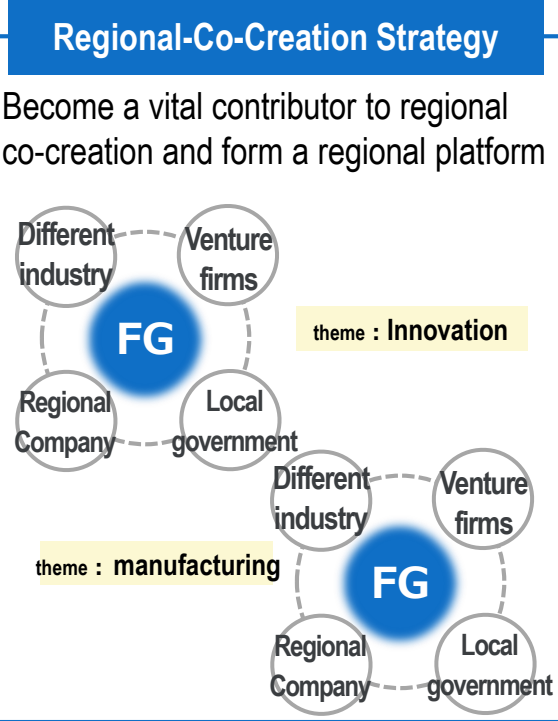 Regional-Co-Creation Strategy
Become a vital contributor to regional
co-creation and form a regional platform
Different
industry
Venture
firms
FG
theme : Innovation
Regional
Company
Local
government
Different
industry
Venture
firms
theme : manufacturing
FG
Regional
Company
Local
government